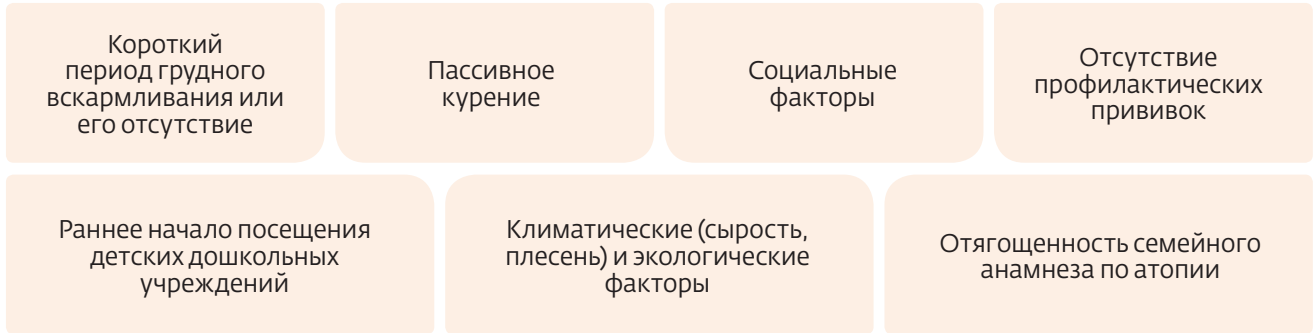 Короткий
период грудного
вскармливания или
его отсутствие
Пассивное
курение
Социальные
факторы
Отсутствие
профилактических
прививок
Раннее начало посещения
детских дошкольных
учреждений
Климатические (сырость,
плесень) и экологические
факторы
Отягощенность семейного
анамнеза по атопии